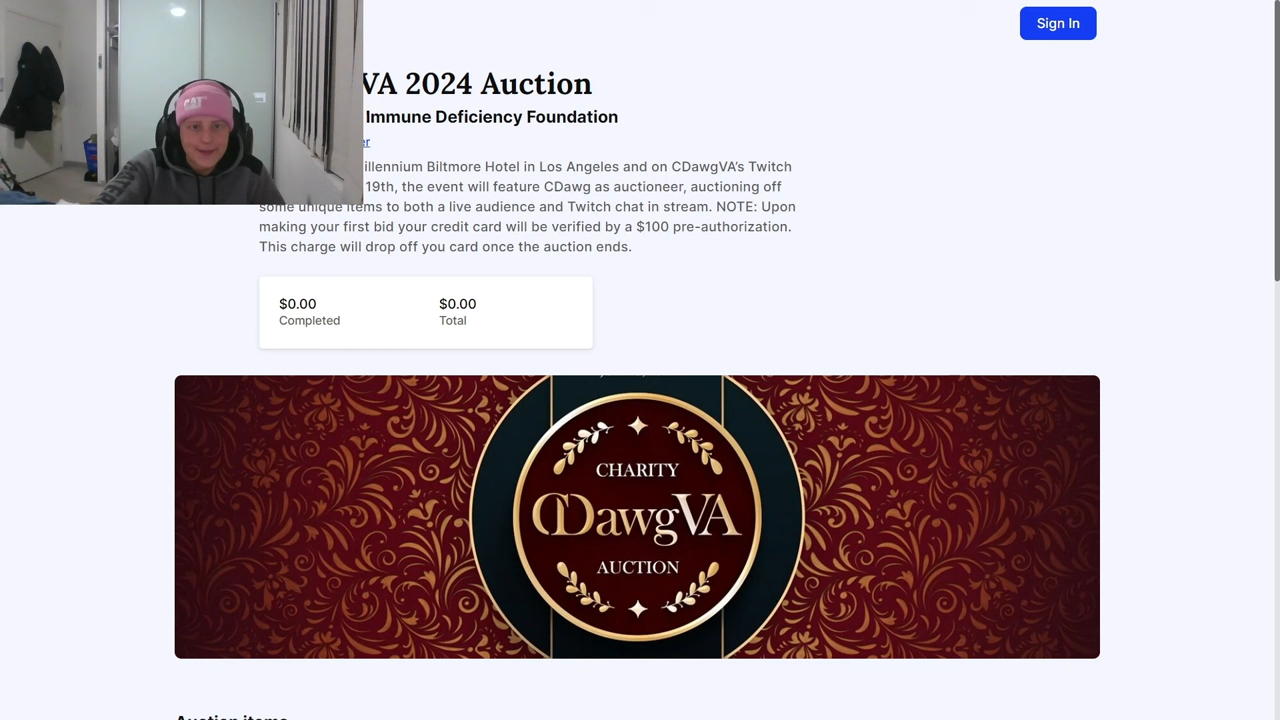 Sign In
VA 2024 Auction
Immune Deficiency Foundation
er
illennium Biltmore Hotel in Los Angeles and on CDawgVA's Twitch
19th, the event will feature CDawg as auctioneer, auctioning off
some unique items to both a live audience and Twitch chat in stream. NOTE: Upon
making your first bid your credit card will be verified by a $100 pre-authorization.
This charge will drop off you card once the auction ends.
$0.00 $0.00
Completed Total
CHARITY
CDawgVA
AUCTION
Auction items
CAT